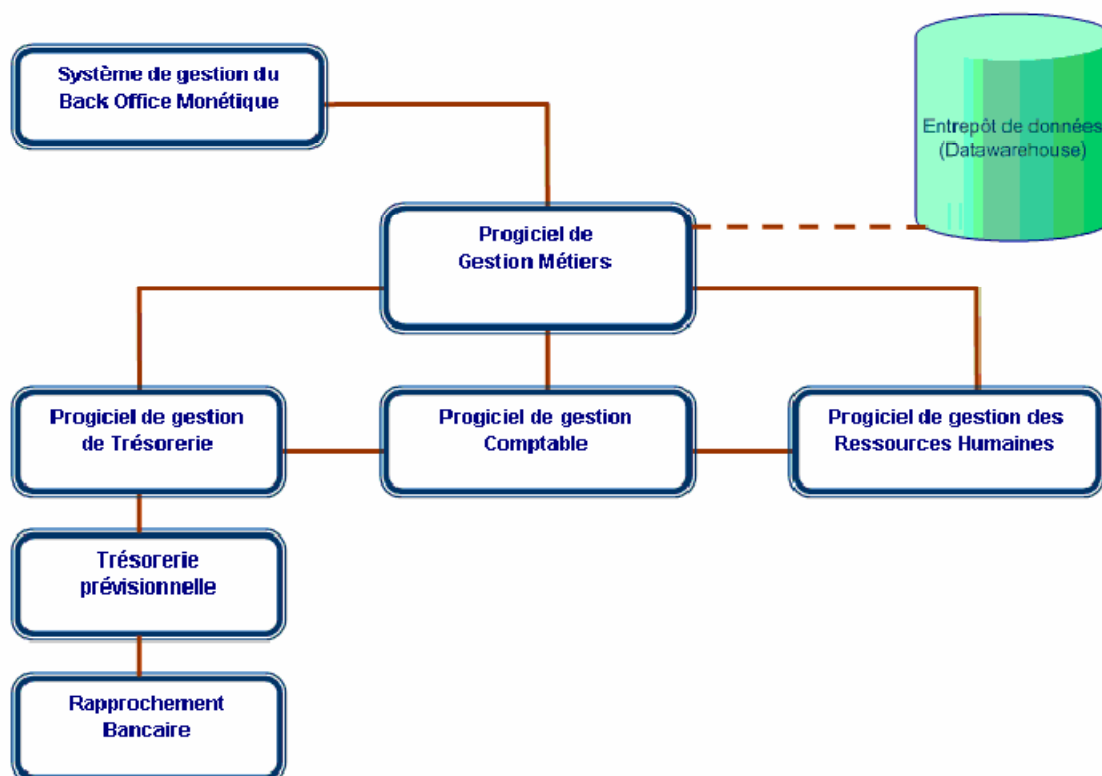 Système de gestion du
Back Office Monétique
Entrepôt de données
(Datawarehouse)
Progiciel de
Gestion Métiers
Progiciel de gestion
de Trésorerie
Progiciel de gestion
Comptable
Progiciel de gestion des
Ressources Humaines
Trésorerie
prévisionnelle
Rapprochement
Bancaire